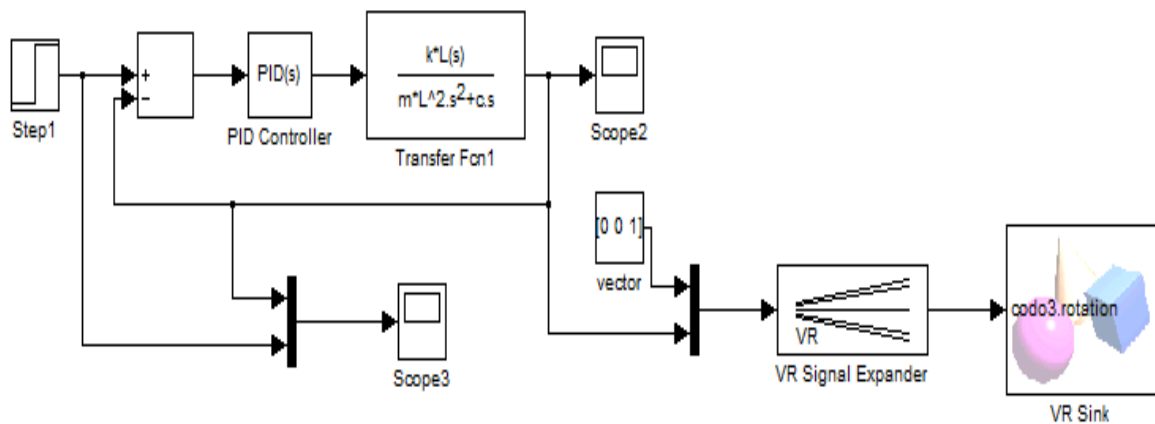 +
−
PID(s)
k*L(s)
m*L^2.s^2+c.s
Step1
PID Controller
Transfer Fcn1
Scope2
[0 0 1]
vector
Scope3
VR
VR Signal Expander
codo3.rotation
VR Sink